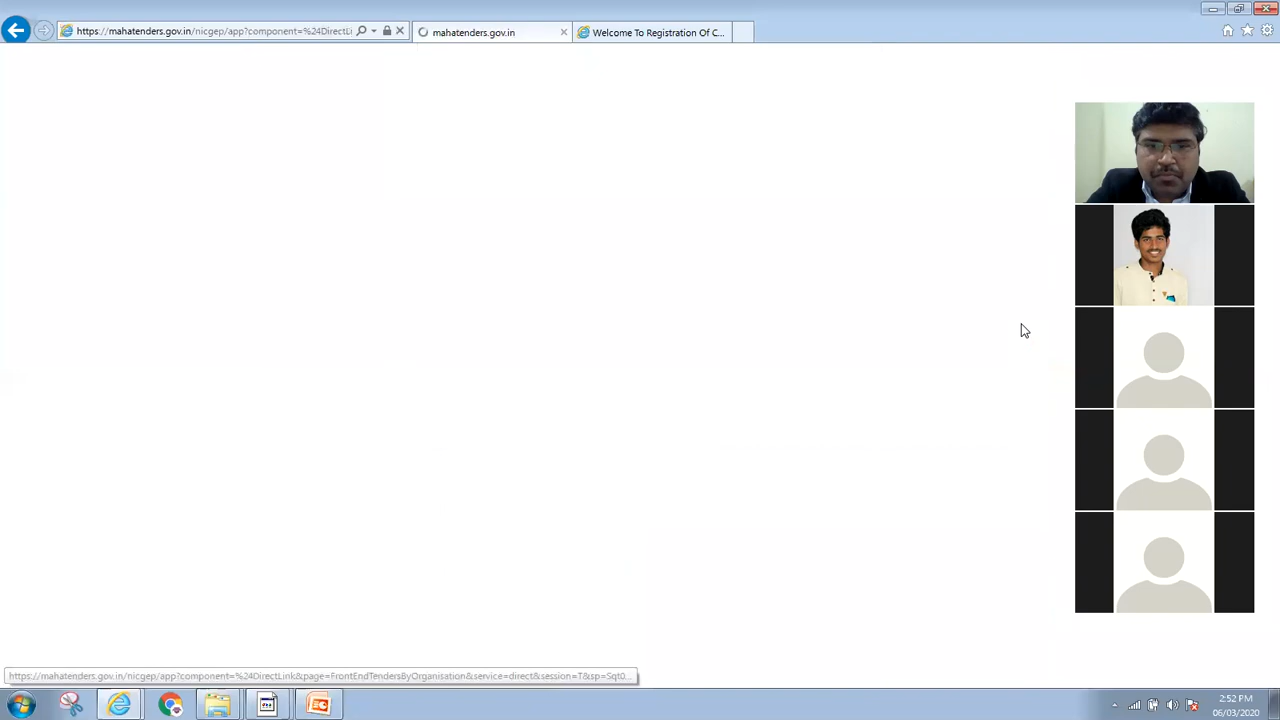 https://mahatenders.gov.in/nicgep/app?component=%24DirectLi
mahatenders.gov.in
Welcome To Registration Of C...
https://mahatenders.gov.in/nicgep/app?component=%24DirectLink&page=FrontEndTendersByOrganisation&service=direct&session=T&sp=Sqt0...
2:52 PM
06/03/2020